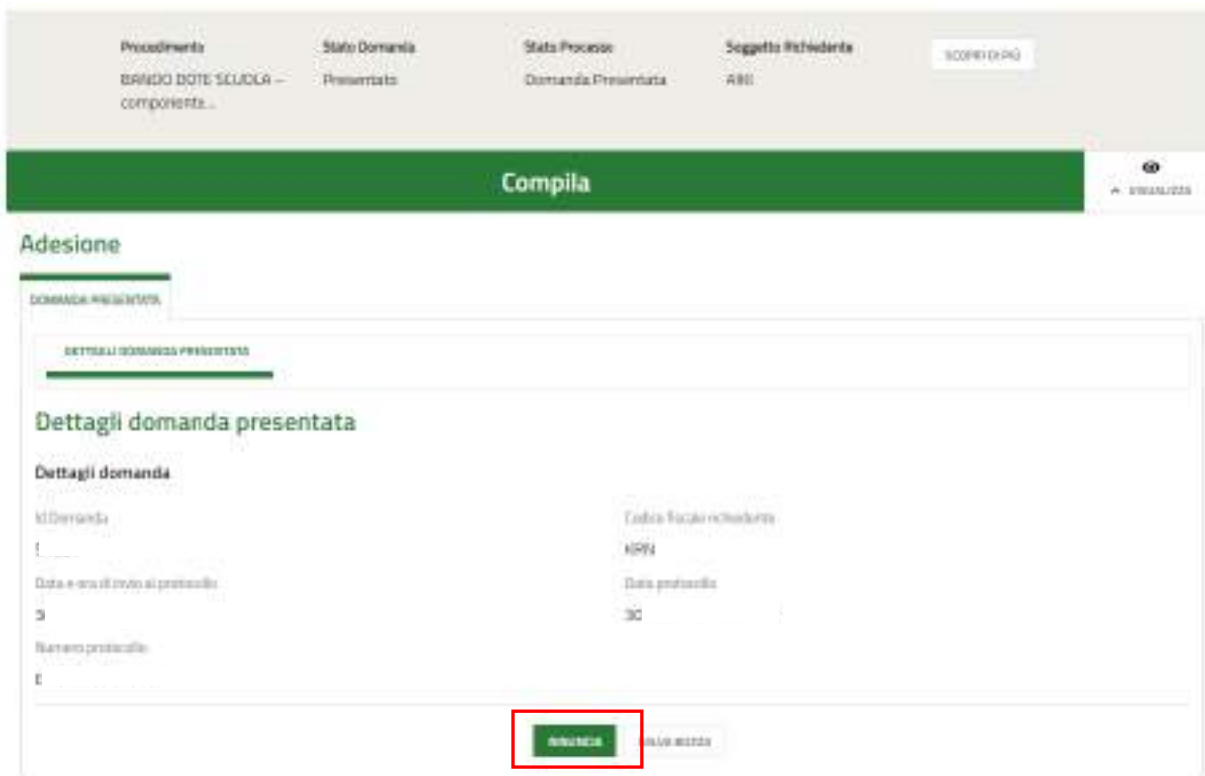 Procedimento Stato Domanda Stato Processo Soggetto Richiedente SCOPRI DI PIÙ
BANDO DOTE SCUOLA – Presentato Domanda Presentata
componente...
Compila
VISUALIZZA
Adesione
DOMANDA PRESENTATA
DETTAGLI DOMANDA PRESENTATA
Dettagli domanda presentata
Dettagli domanda
Id Domanda Codice fiscale richiedente
KRN
Data e ora di invio al protocollo Data protocollo
30
Numero protocollo
RINUNCIA SALVA BOZZA